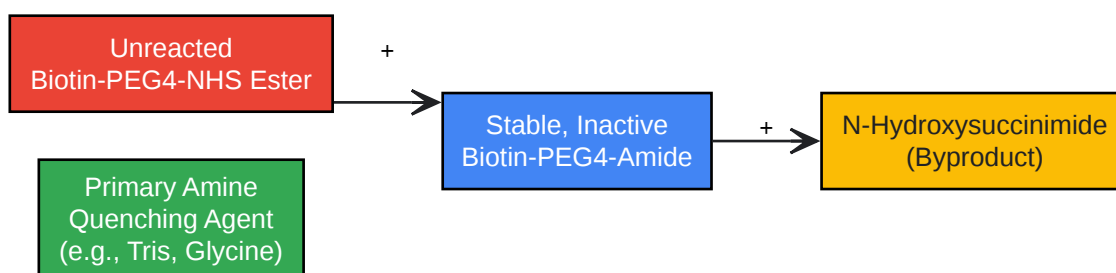 Unreacted
Biotin-PEG4-NHS Ester
+
Stable, Inactive
Biotin-PEG4-Amide
+
N-Hydroxysuccinimide
(Byproduct)
Primary Amine
Quenching Agent
(e.g., Tris, Glycine)